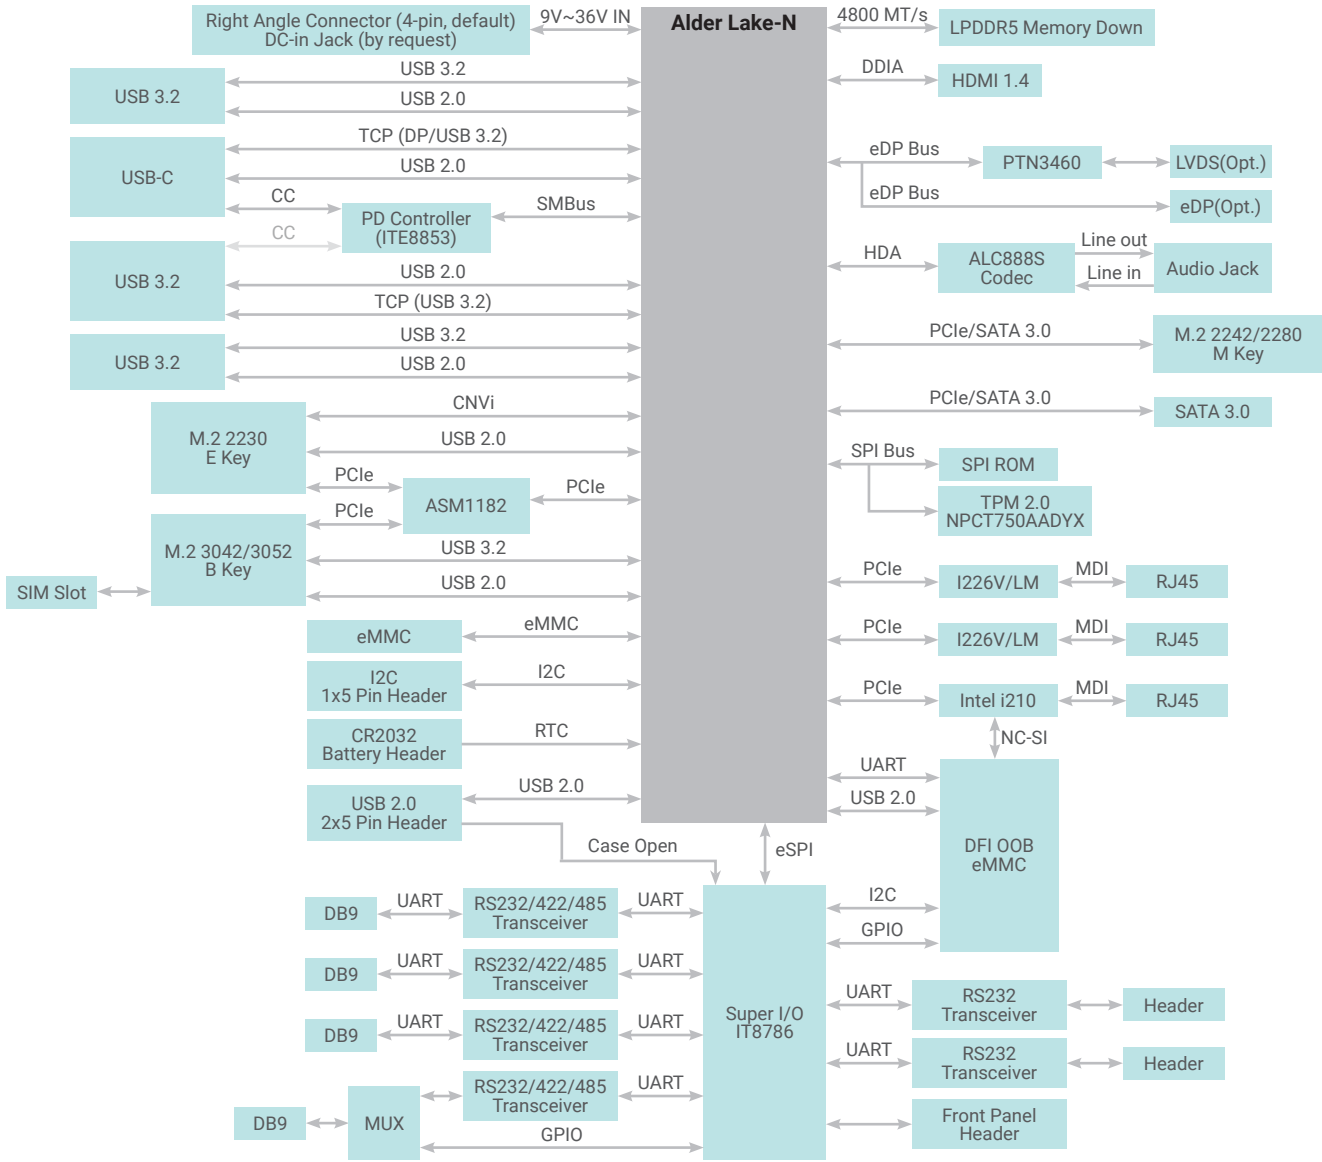 Right Angle Connector (4-pin, default)
DC-in Jack (by request)
9V~36V IN
Alder Lake-N
4800 MT/s
LPDDR5 Memory Down
USB 3.2
USB 3.2
USB 2.0
DDIA
HDMI 1.4
USB-C
TCP (DP/USB 3.2)
USB 2.0
CC
CC
PD Controller
(ITE8853)
SMBus
eDP Bus
PTN3460
LVDS(Opt.)
eDP Bus
eDP(Opt.)
USB 3.2
USB 2.0
TCP (USB 3.2)
HDA
ALC888S
Codec
Line out
Line in
Audio Jack
USB 3.2
USB 3.2
USB 2.0
PCIe/SATA 3.0
M.2 2242/2280
M Key
M.2 2230
E Key
CNVi
USB 2.0
PCIe
PCIe/SATA 3.0
SATA 3.0
ASM1182
PCIe
PCIe
SPI Bus
SPI ROM
TPM 2.0
NPCT750AADYX
SIM Slot
M.2 3042/3052
B Key
USB 3.2
USB 2.0
PCIe
I226V/LM
MDI
RJ45
eMMC
eMMC
PCIe
I226V/LM
MDI
RJ45
I2C
1x5 Pin Header
I2C
PCIe
Intel i210
MDI
RJ45
CR2032
Battery Header
RTC
NC-SI
USB 2.0
2x5 Pin Header
USB 2.0
UART
USB 2.0
DFI OOB
eMMC
Case Open
eSPI
I2C
GPIO
DB9
UART
RS232/422/485
Transceiver
UART
DB9
UART
RS232/422/485
Transceiver
UART
DB9
UART
RS232/422/485
Transceiver
UART
DB9
MUX
RS232/422/485
Transceiver
UART
GPIO
Super I/O
IT8786
UART
RS232
Transceiver
Header
UART
RS232
Transceiver
Header
Front Panel
Header